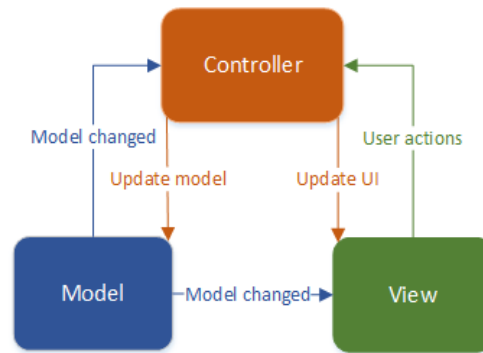 Controller
Model changed
User actions
Update model
Update UI
Model
Model changed
View